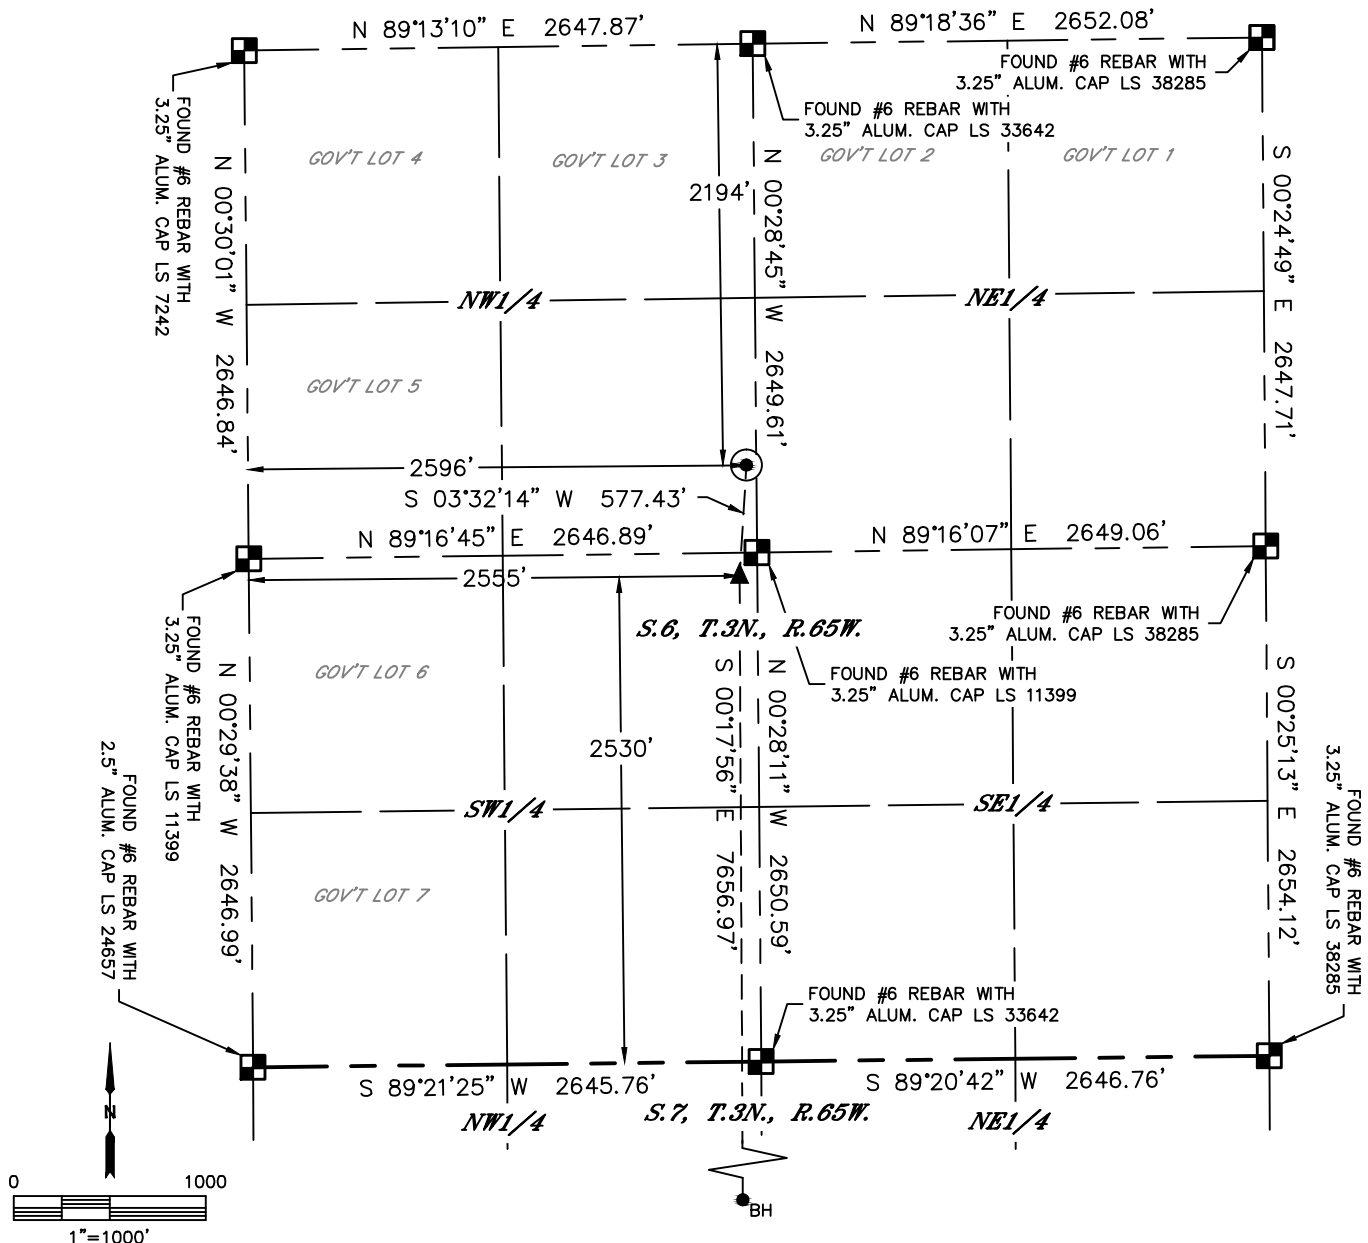 N 89°13'10" E 2647.87'
N 89°18'36" E 2652.08'
FOUND #6 REBAR WITH
3.25" ALUM. CAP LS 38285
FOUND #6 REBAR WITH
3.25" ALUM. CAP LS 33642
FOUND #6 REBAR WITH
3.25" ALUM. CAP LS 7242
GOV'T LOT 4
GOV'T LOT 3
GOV'T LOT 2
GOV'T LOT 1
N 00°30'01" W 2646.84'
2194'
N 00°28'45" W 2649.61'
S 00°24'49" E 2647.71'
NW1/4
NE1/4
GOV'T LOT 5
2596'
S 03°32'14" W 577.43'
N 89°16'45" E 2646.89'
N 89°16'07" E 2649.06'
2555'
FOUND #6 REBAR WITH
3.25" ALUM. CAP LS 38285
S.6, T.3N., R.65W.
FOUND #6 REBAR WITH
3.25" ALUM. CAP LS 11399
FOUND #6 REBAR WITH
3.25" ALUM. CAP LS 11399
GOV'T LOT 6
N 00°29'38" W 2646.99'
2530'
S 00°17'56" E 7656.97'
N 00°28'11" W 2650.59'
S 00°25'13" E 2654.12'
FOUND #6 REBAR WITH
2.5" ALUM. CAP LS 24657
FOUND #6 REBAR WITH
3.25" ALUM. CAP LS 38285
SW1/4
SE1/4
GOV'T LOT 7
FOUND #6 REBAR WITH
3.25" ALUM. CAP LS 33642
S 89°21'25" W 2645.76'
S 89°20'42" W 2646.76'
S.7, T.3N., R.65W.
NW1/4
NE1/4
N
0 1000
1"=1000'
BH